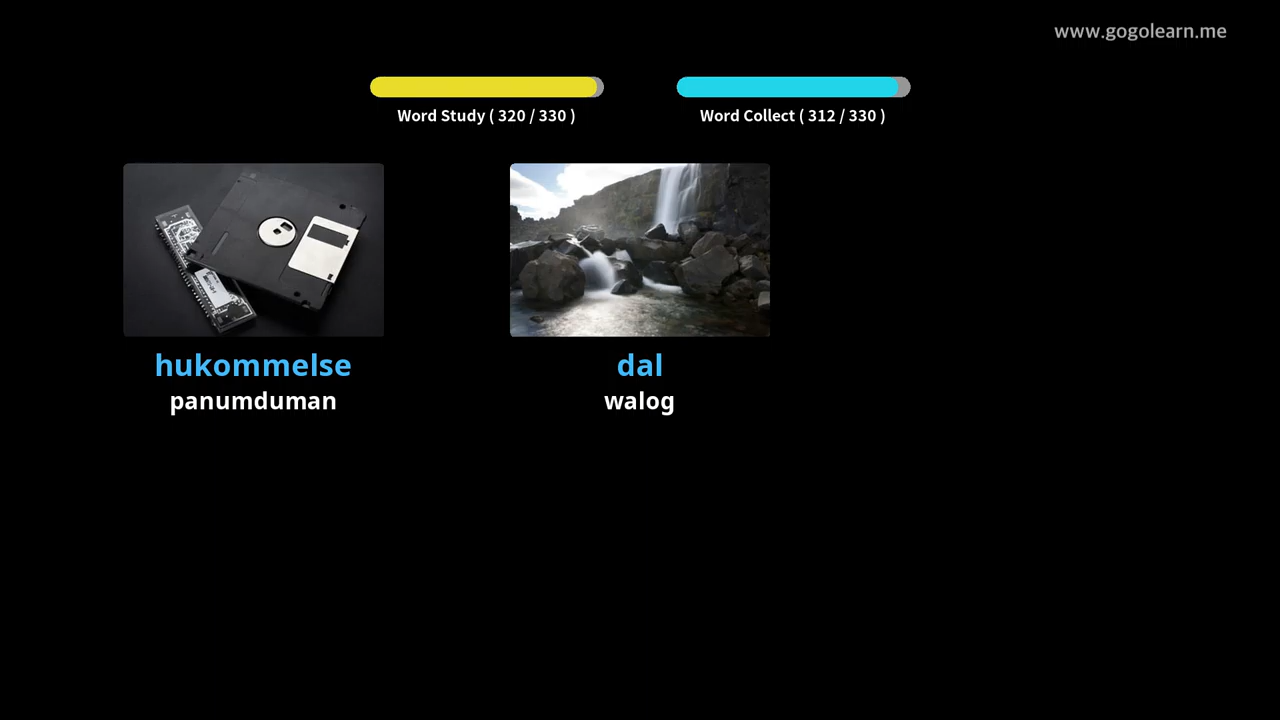 www.gogolearn.me
Word Study ( 320 / 330 )
Word Collect ( 312 / 330 )
hukommelse
panumduman
dal
walog